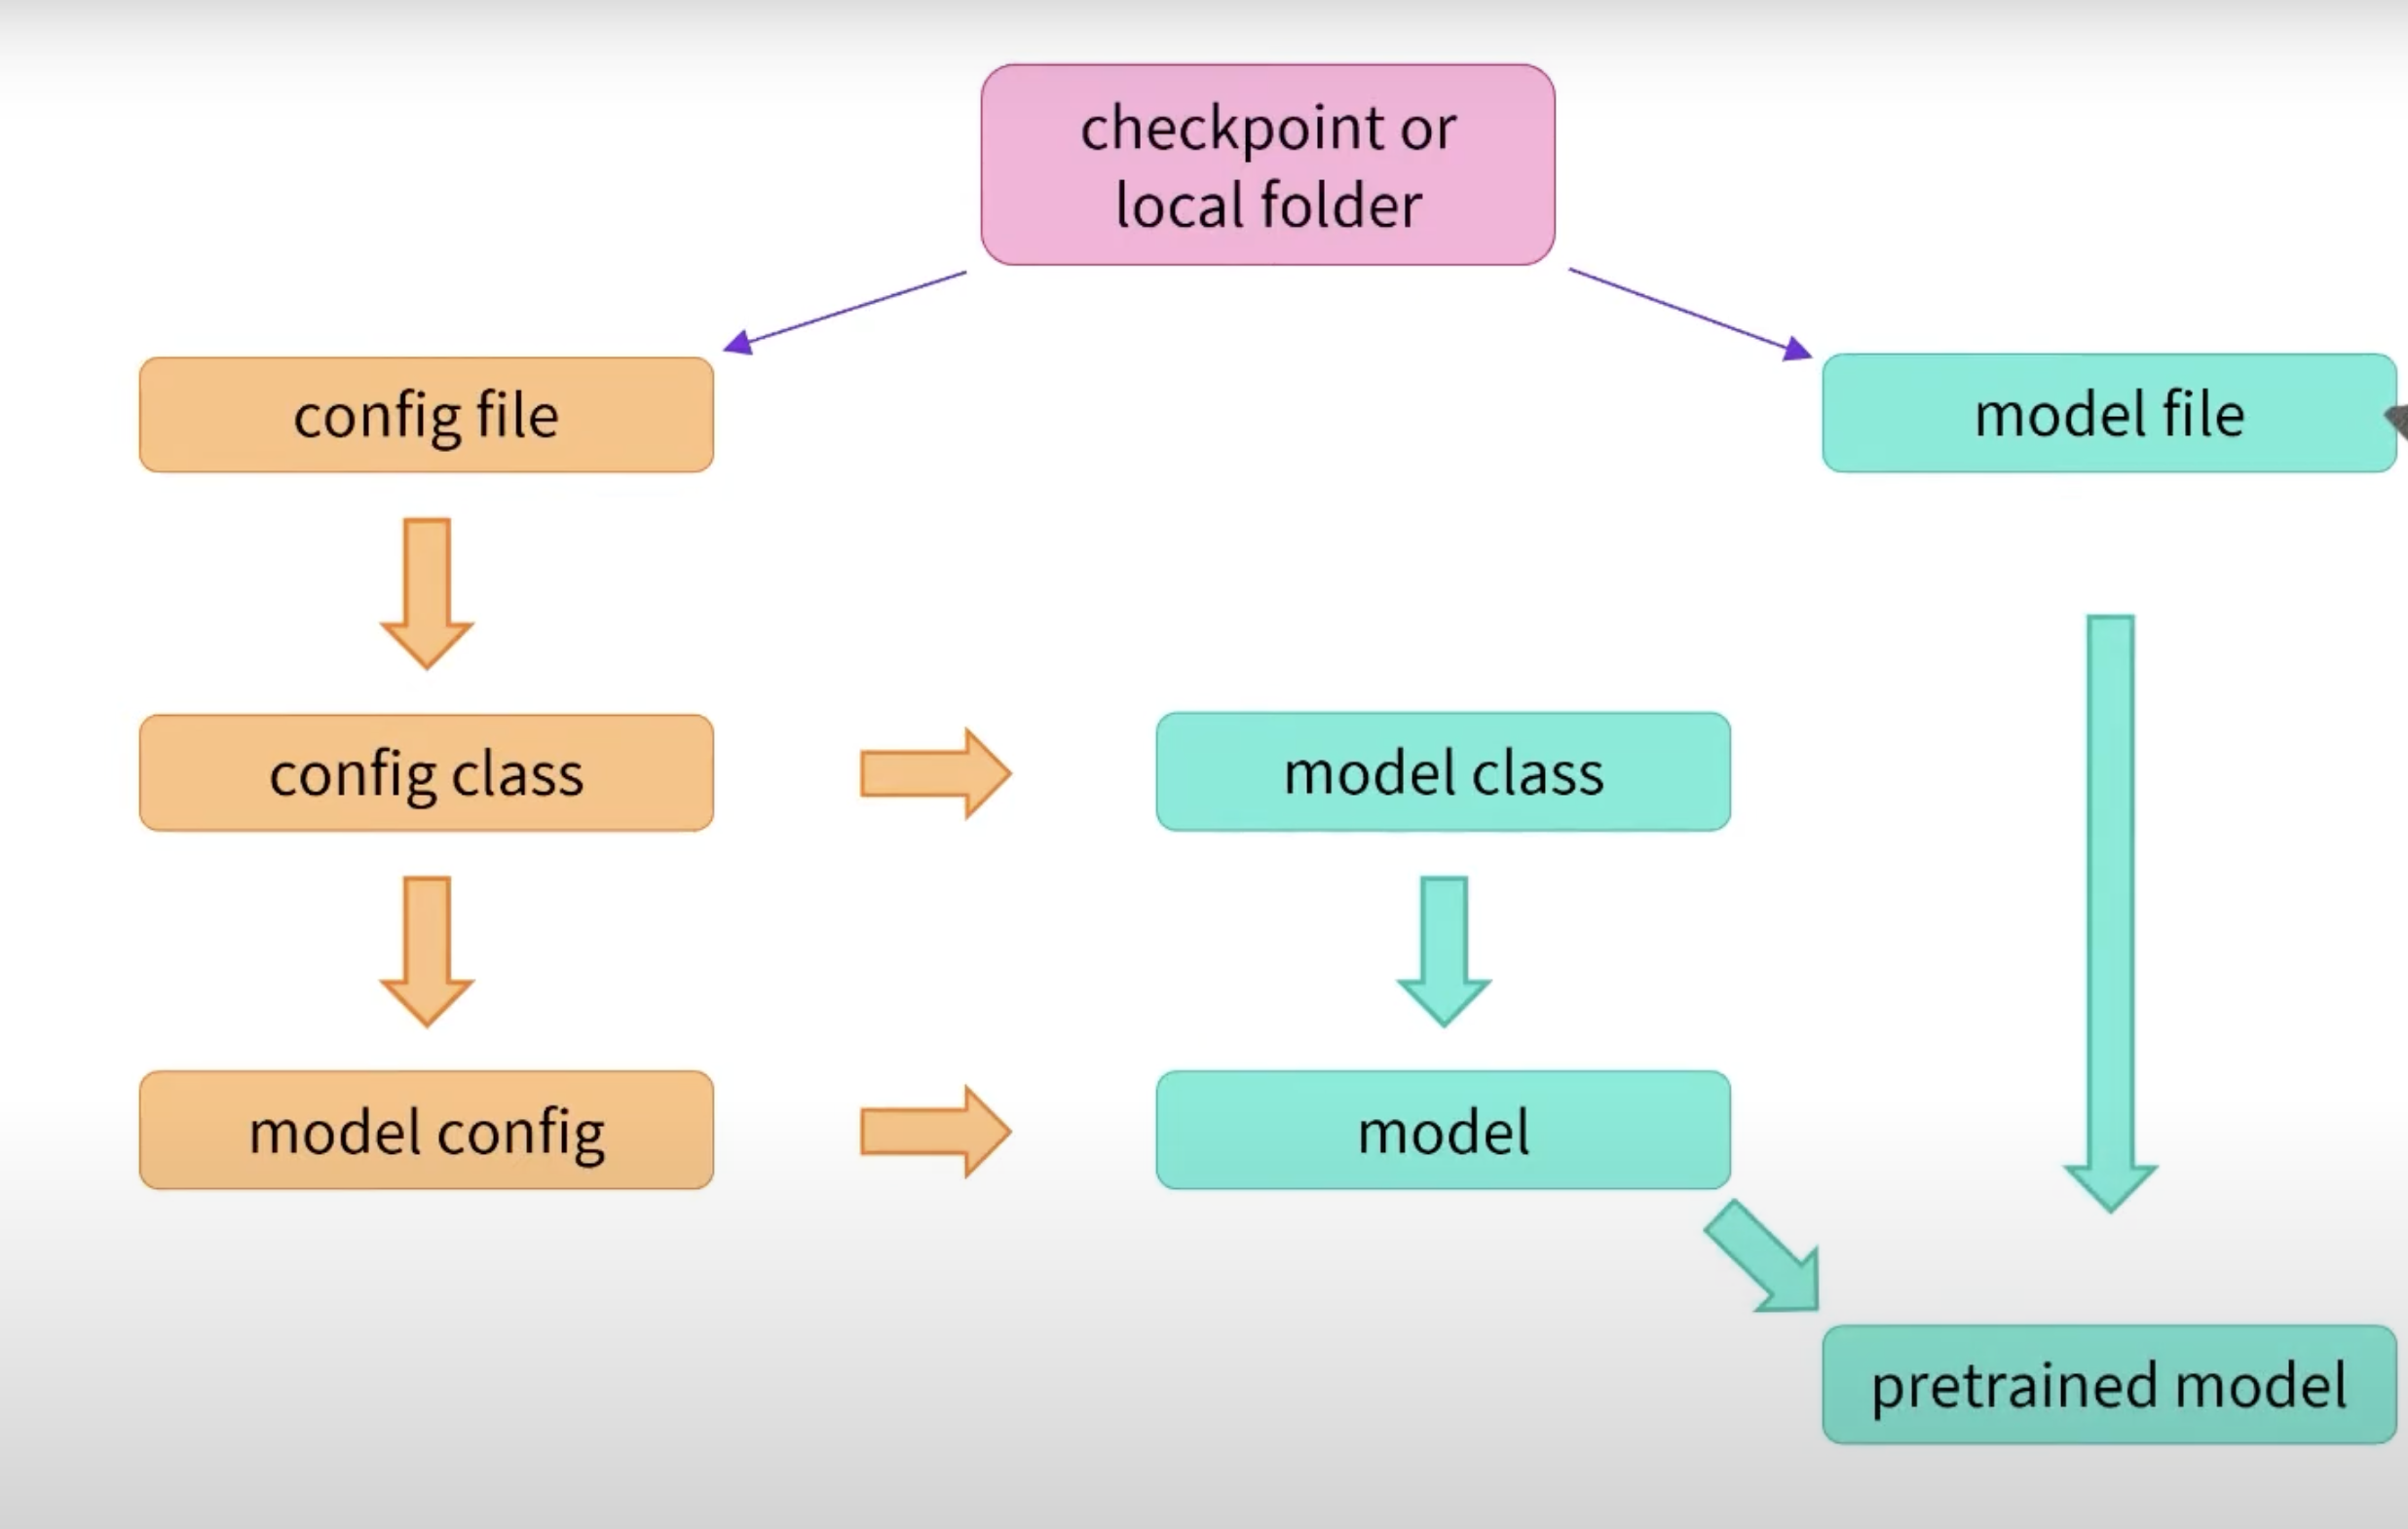 checkpoint or
local folder
config file
model file
config class
model class
model config
model
pretrained model